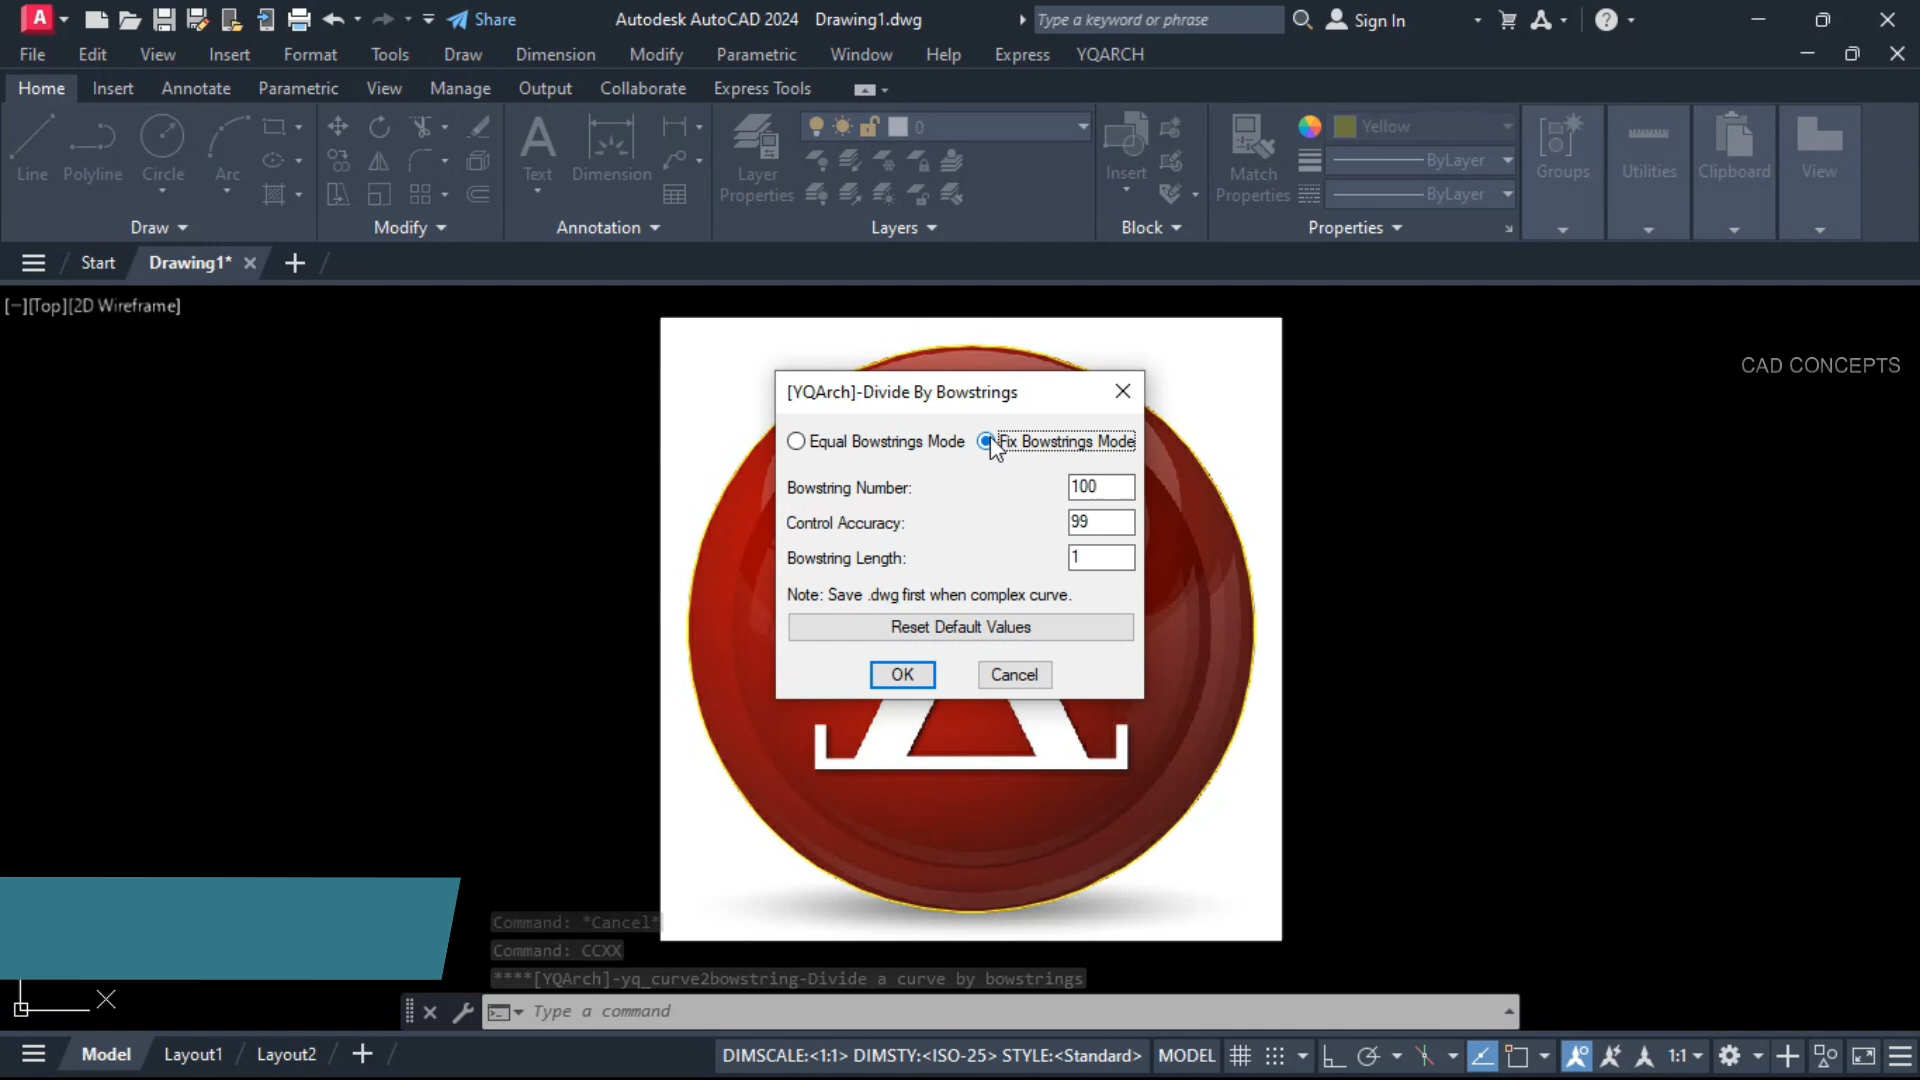 Share
Autodesk AutoCAD 2024 Drawing1.dwg
Type a keyword or phrase
Sign In
File Edit View Insert Format Tools Draw Dimension Modify Parametric Window Help Express YQARCH
Home Insert Annotate Parametric View Manage Output Collaborate Express Tools
Line Polyline Circle Arc
Text Dimension
Layer Properties
0
Insert
Match Properties
Yellow
ByLayer
ByLayer
Groups Utilities Clipboard View
Draw Modify Annotation Layers Block Properties
Start Drawing1*
[−][Top][2D Wireframe]
CAD CONCEPTS
[YQArch]-Divide By Bowstrings
Equal Bowstrings Mode Fix Bowstrings Mode
Bowstring Number: 100
Control Accuracy: 99
Bowstring Length: 1
Note: Save .dwg first when complex curve.
Reset Default Values
OK Cancel
Command: *Cancel*
Command: CCXX
****[YQArch]-yq_curve2bowstring-Divide a curve by bowstrings
Type a command
Model Layout1 Layout2
DIMSCALE:<1:1> DIMSTY:<ISO-25> STYLE:<Standard> MODEL 1:1